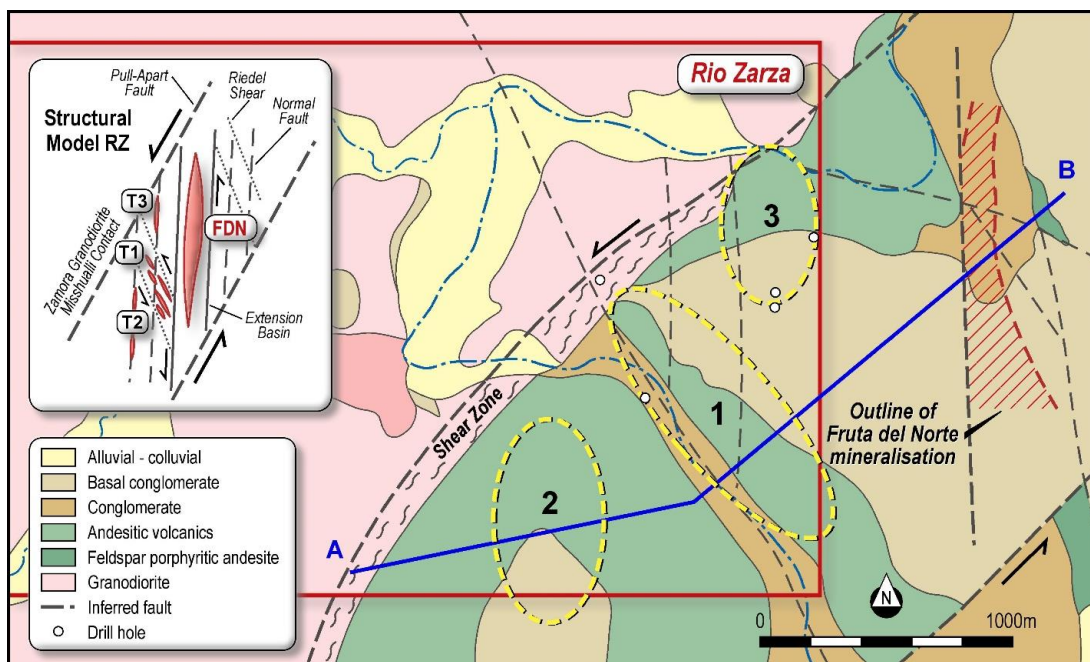 Rio Zarza
Structural
Model RZ
Pull-Apart
Fault
Riedel
Shear
Normal
Fault
T3
T1
T2
FDN
Zamora Granodiorite
Misshualli Contact
Extension
Basin
Shear Zone
3
1
2
A
B
Outline of
Fruta del Norte
mineralisation
Alluvial - colluvial
Basal conglomerate
Conglomerate
Andesitic volcanics
Feldspar porphyritic andesite
Granodiorite
Inferred fault
Drill hole
N
0
1000m